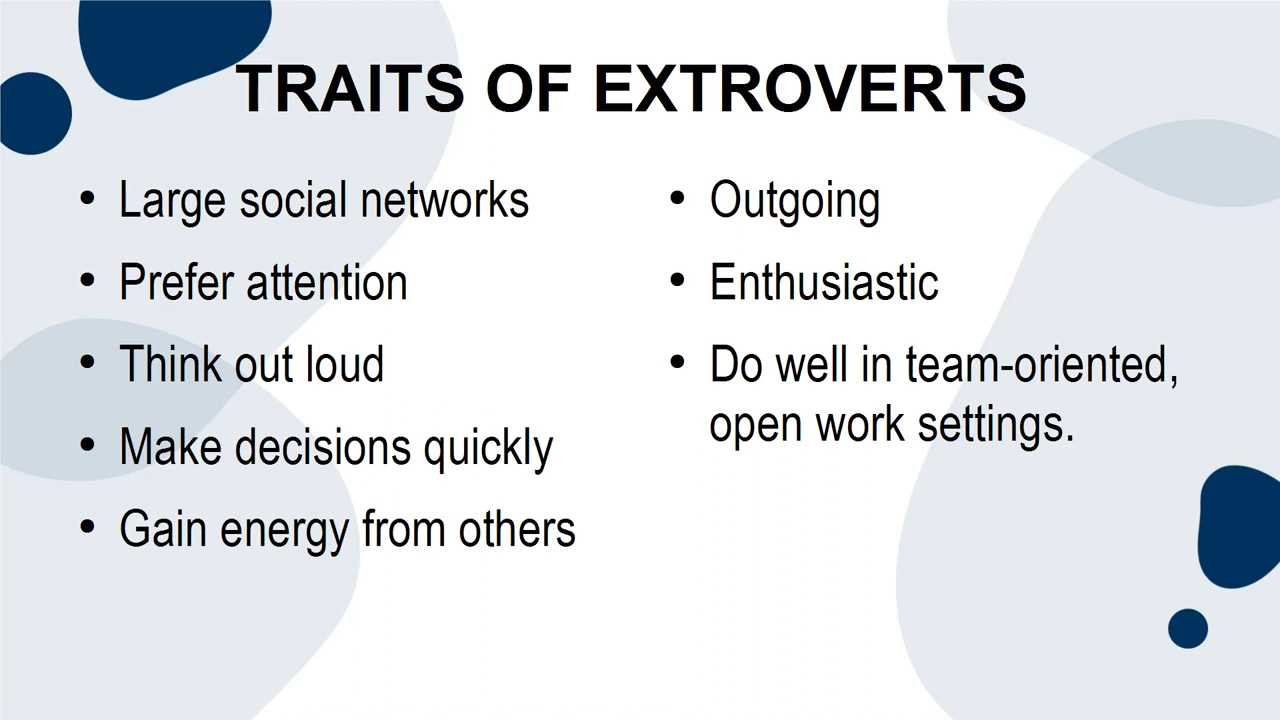 TRAITS OF EXTROVERTS
• Large social networks
• Prefer attention
• Think out loud
• Make decisions quickly
• Gain energy from others
• Outgoing
• Enthusiastic
• Do well in team-oriented,
open work settings.